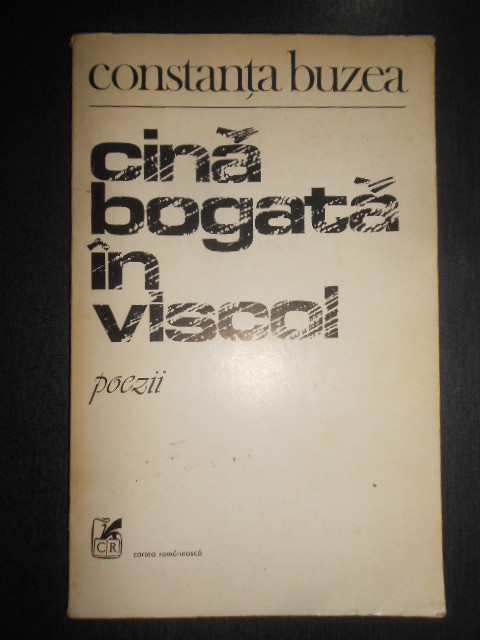 constanța buzea
cină
bogată
în
viscol
poezii
CR
cartea românească